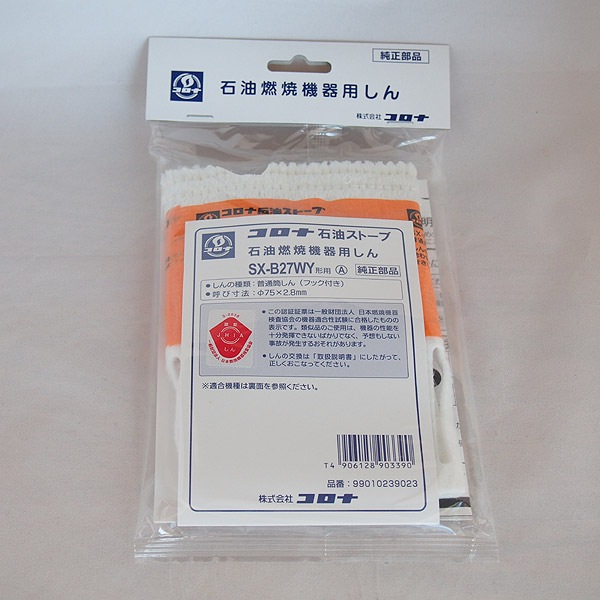 純正部品
コロナ
石油燃焼機器用しん
株式会社 コロナ
コロナ石油ストーブ
コロナ 石油ストーブ
コロナ
石油燃焼機器用しん
SX-B27WY形用 Ⓐ 純正部品
● しんの種類：普通筒しん（フック付き）
● 呼び寸法：Φ75×2.8mm
● この認証証票は一般財団法人 日本燃焼機器
検査協会の機器適合性試験に合格したものの
表示です。類似品のご使用は、機器の性能を
十分発揮できないばかりでなく、予想もしない
事故が発生するおそれがあります。
● しんの交換は「取扱説明書」にしたがって、
正しくおこなってください。
JHIA
しん
※適合機種は裏面を参照ください。
T4 906128 903390
品番：99010239023
株式会社 コロナ
明